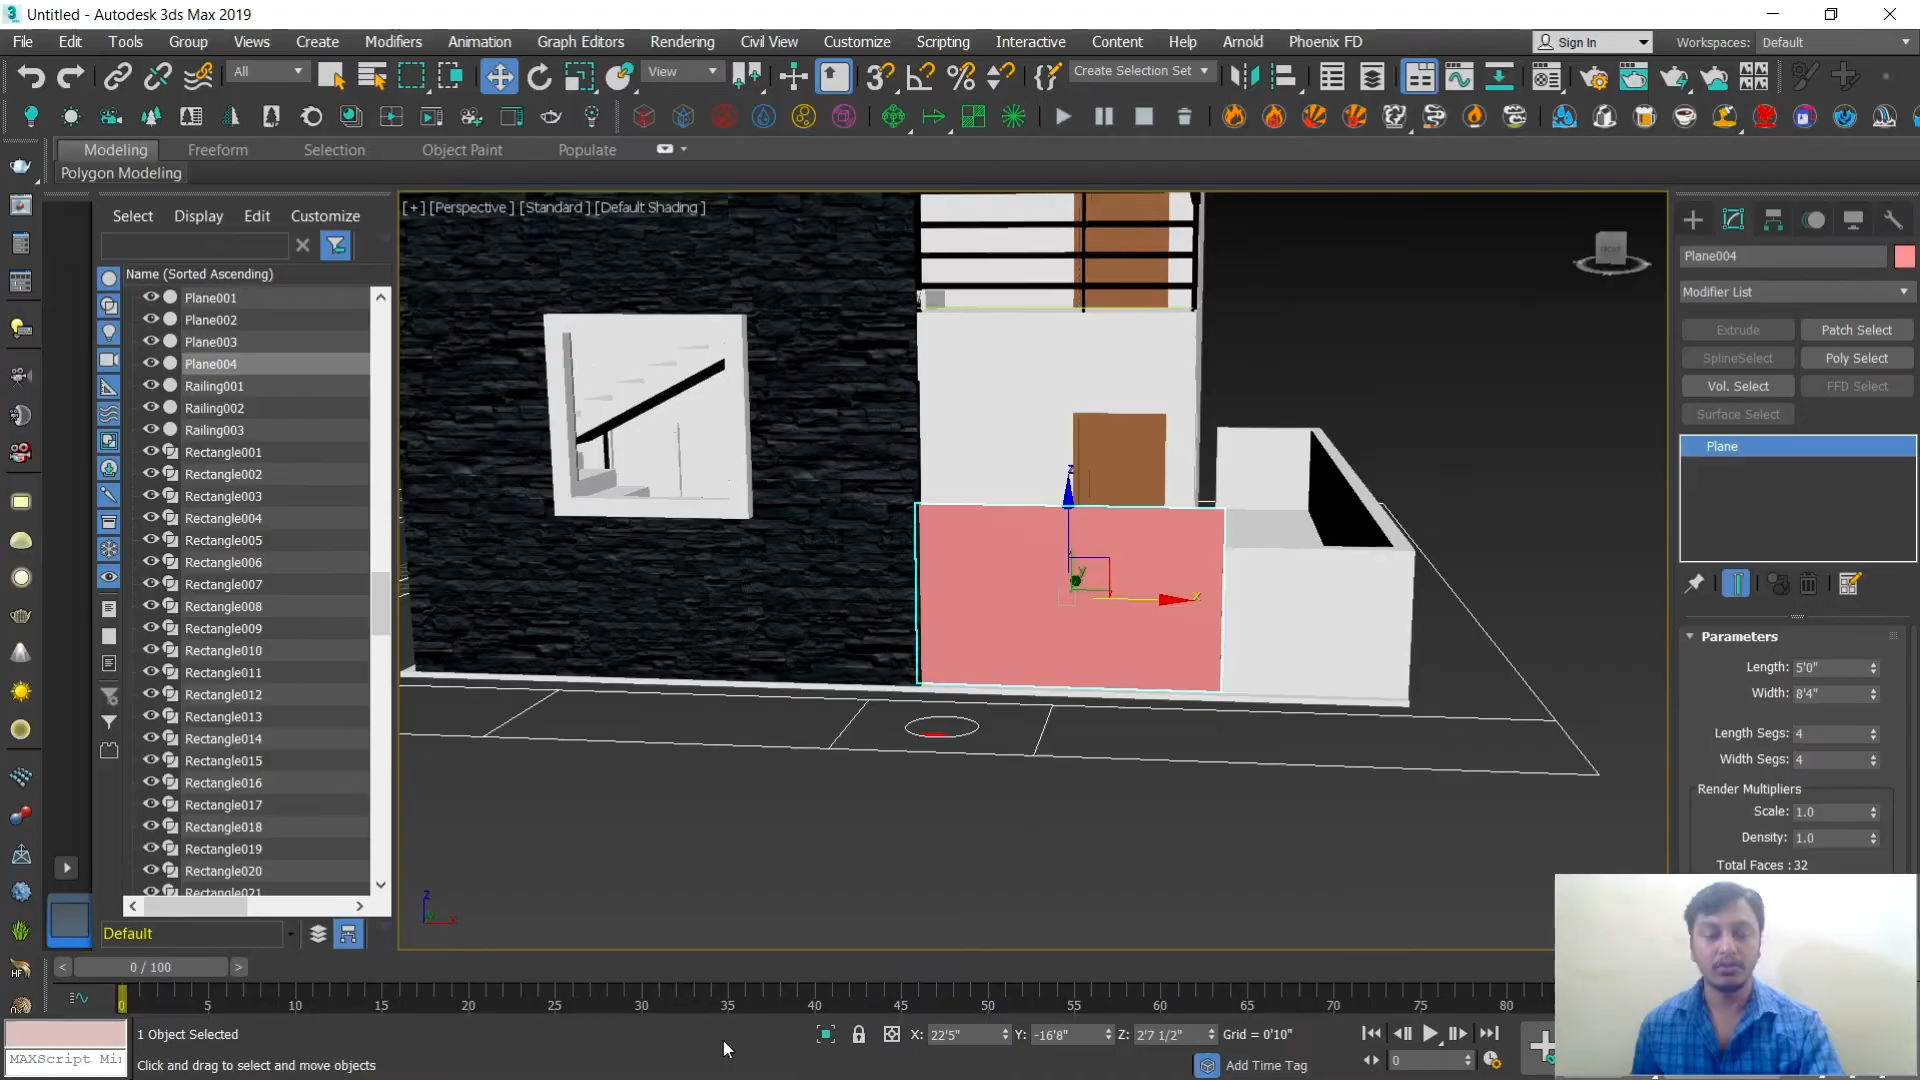 Untitled - Autodesk 3ds Max 2019
File Edit Tools Group Views Create Modifiers Animation Graph Editors Rendering Civil View Customize Scripting Interactive Content Help Arnold Phoenix FD Sign In Workspaces: Default
All View Create Selection Set
Modeling Freeform Selection Object Paint Populate
Polygon Modeling
Select Display Edit Customize
[+] [Perspective] [Standard] [Default Shading]
Name (Sorted Ascending)
Plane001
Plane002
Plane003
Plane004
Railing001
Railing002
Railing003
Rectangle001
Rectangle002
Rectangle003
Rectangle004
Rectangle005
Rectangle006
Rectangle007
Rectangle008
Rectangle009
Rectangle010
Rectangle011
Rectangle012
Rectangle013
Rectangle014
Rectangle015
Rectangle016
Rectangle017
Rectangle018
Rectangle019
Rectangle020
Rectangle021
Default
FRONT
z
y
x
z
x
Plane004
Modifier List
Extrude Patch Select
SplineSelect Poly Select
Vol. Select FFD Select
Surface Select
Plane
Parameters
Length: 5'0"
Width: 8'4"
Length Segs: 4
Width Segs: 4
Render Multipliers
Scale: 1.0
Density: 1.0
Total Faces : 32
< 0 / 100 >
0 5 10 15 20 25 30 35 40 45 50 55 60 65 70 75 80
1 Object Selected X: 22'5" Y: -16'8" Z: 2'7 1/2" Grid = 0'10"
MAXScript Mi
Click and drag to select and move objects Add Time Tag 0